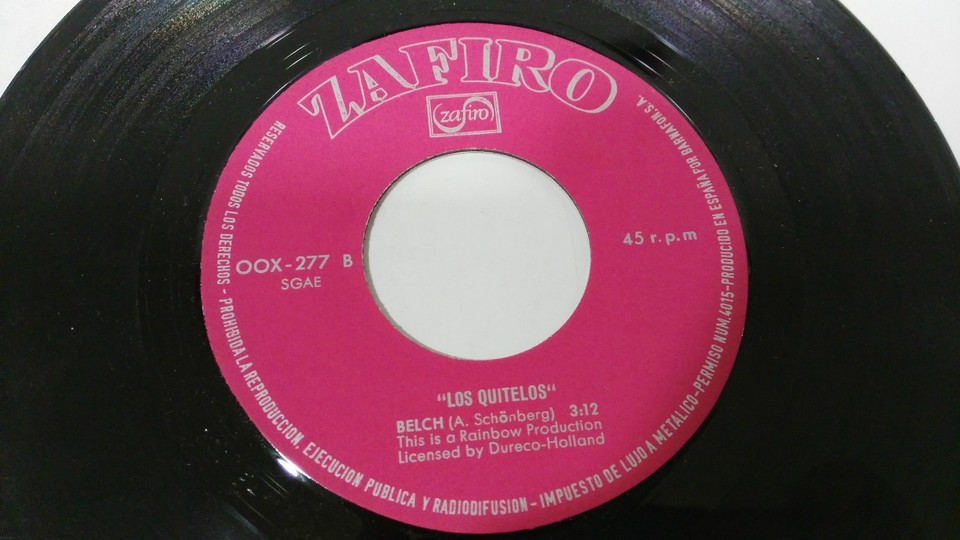 ZAFIRO
zafiro
OOX-277 B
SGAE
45 r.p.m
"LOS QUITELOS"
BELCH (A. Schönberg) 3:12
This is a Rainbow Production
Licensed by Dureco-Holland
RESERVADOS TODOS LOS DERECHOS - PROHIBIDA LA REPRODUCCION, EJECUCION PUBLICA Y RADIODIFUSION - IMPUESTO DE LUJO A METALICO-PERMISO NUM.4015-PRODUCIDO EN ESPAÑA POR BARNAFON S.A.